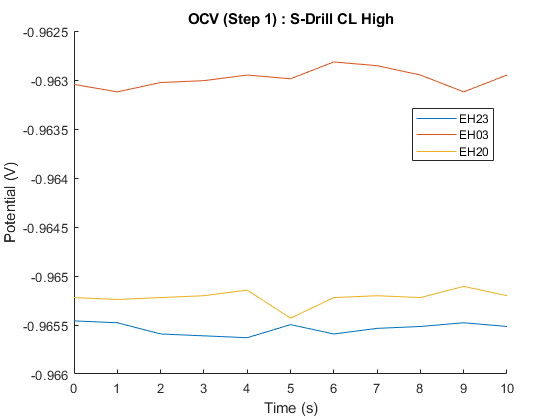 OCV (Step 1) : S-Drill CL High
-0.9625
-0.963
-0.9635
-0.964
-0.9645
-0.965
-0.9655
-0.966
Potential (V)
EH23
EH03
EH20
0 1 2 3 4 5 6 7 8 9 10
Time (s)